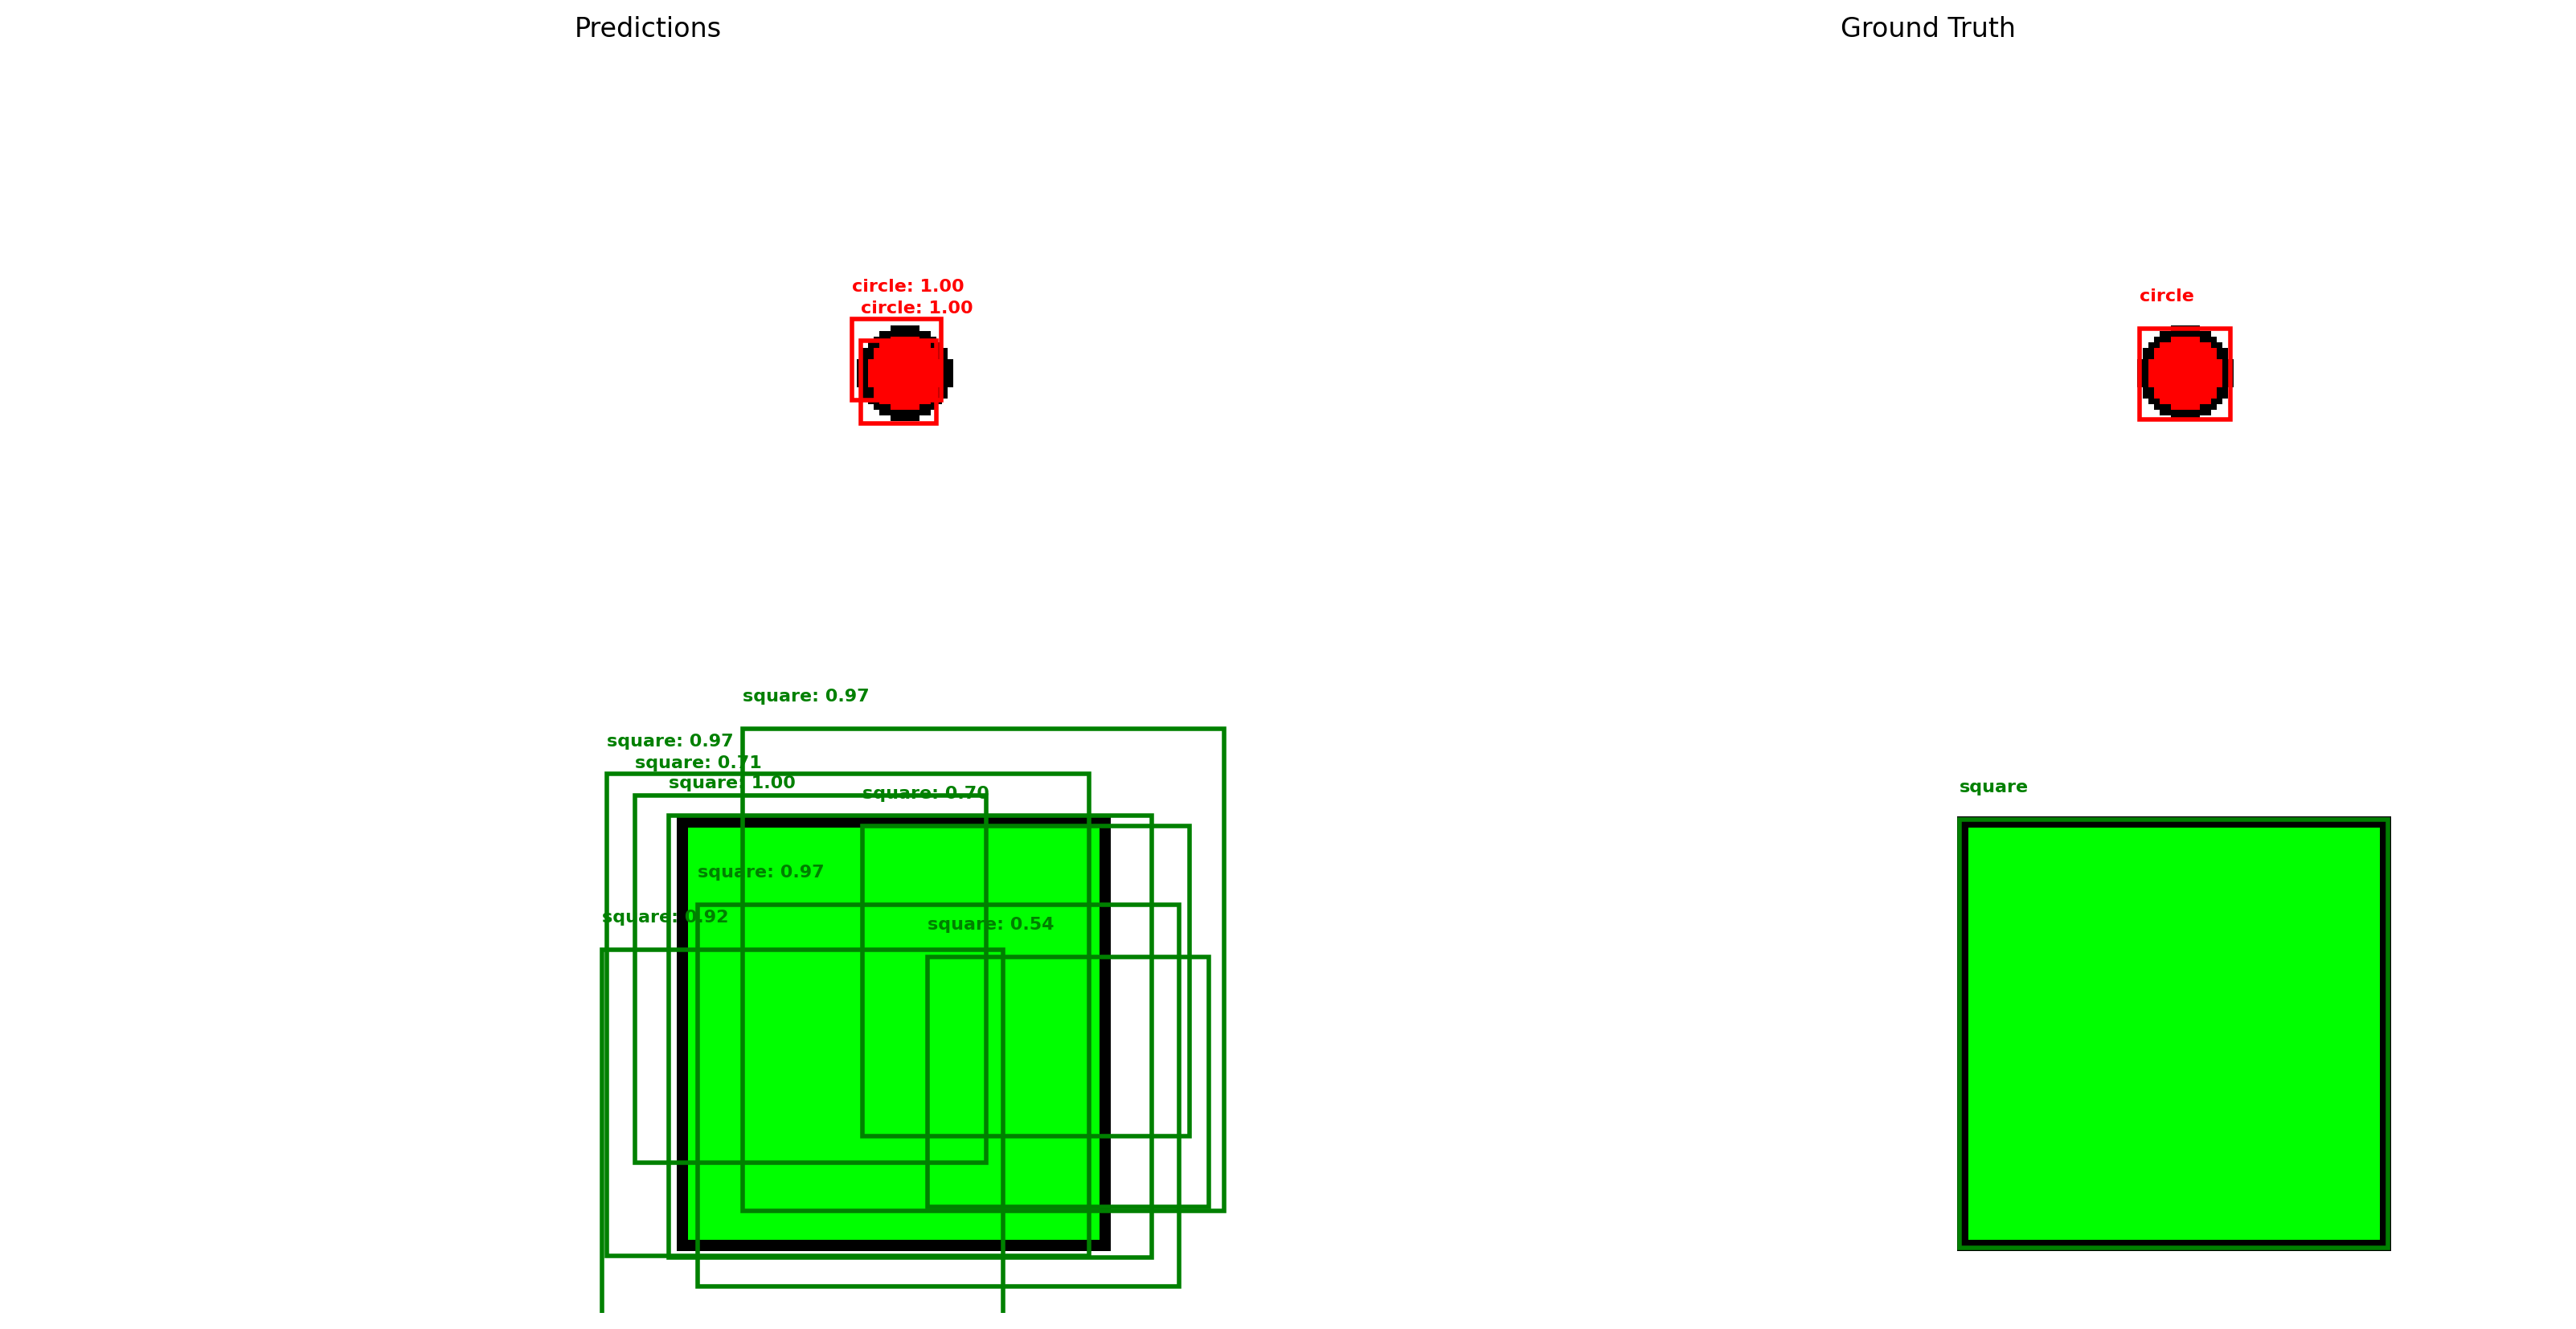 Predictions
Ground Truth
circle: 1.00
circle: 1.00
circle
square: 0.97
square: 0.97
square: 0.71
square: 1.00
square: 0.70
square
square: 0.97
square: 0.92
square: 0.54